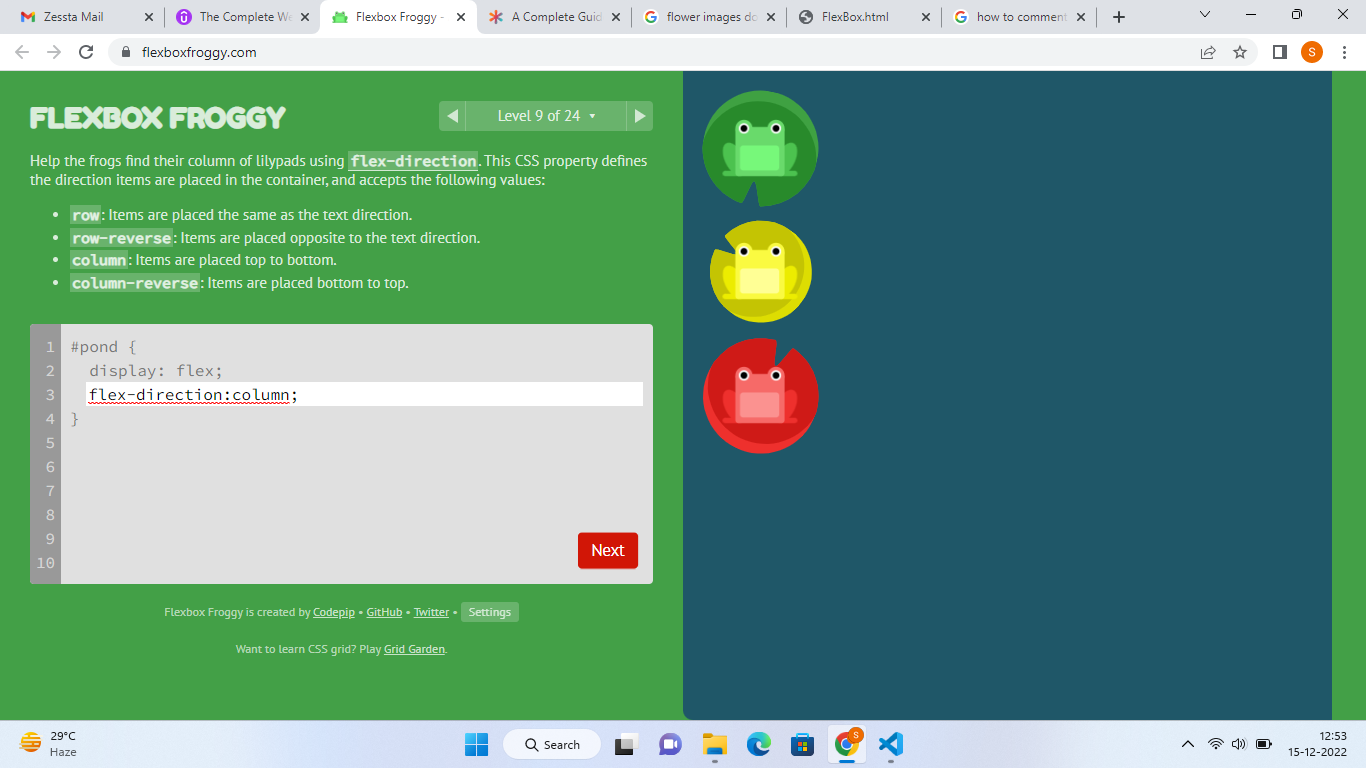 Zessta Mail
The Complete We
Flexbox Froggy -
A Complete Guid
flower images do
FlexBox.html
how to comment
flexboxfroggy.com
S
FLEXBOX FROGGY
Level 9 of 24
Help the frogs find their column of lilypads using flex-direction. This CSS property defines
the direction items are placed in the container, and accepts the following values:
• row: Items are placed the same as the text direction.
• row-reverse: Items are placed opposite to the text direction.
• column: Items are placed top to bottom.
• column-reverse: Items are placed bottom to top.
1 #pond {
2 display: flex;
3 flex-direction:column;
4 }
5
6
7
8
9
10
Next
Flexbox Froggy is created by Codepip • GitHub • Twitter • Settings
Want to learn CSS grid? Play Grid Garden.
29°C
Haze
Search
S
12:53
15-12-2022